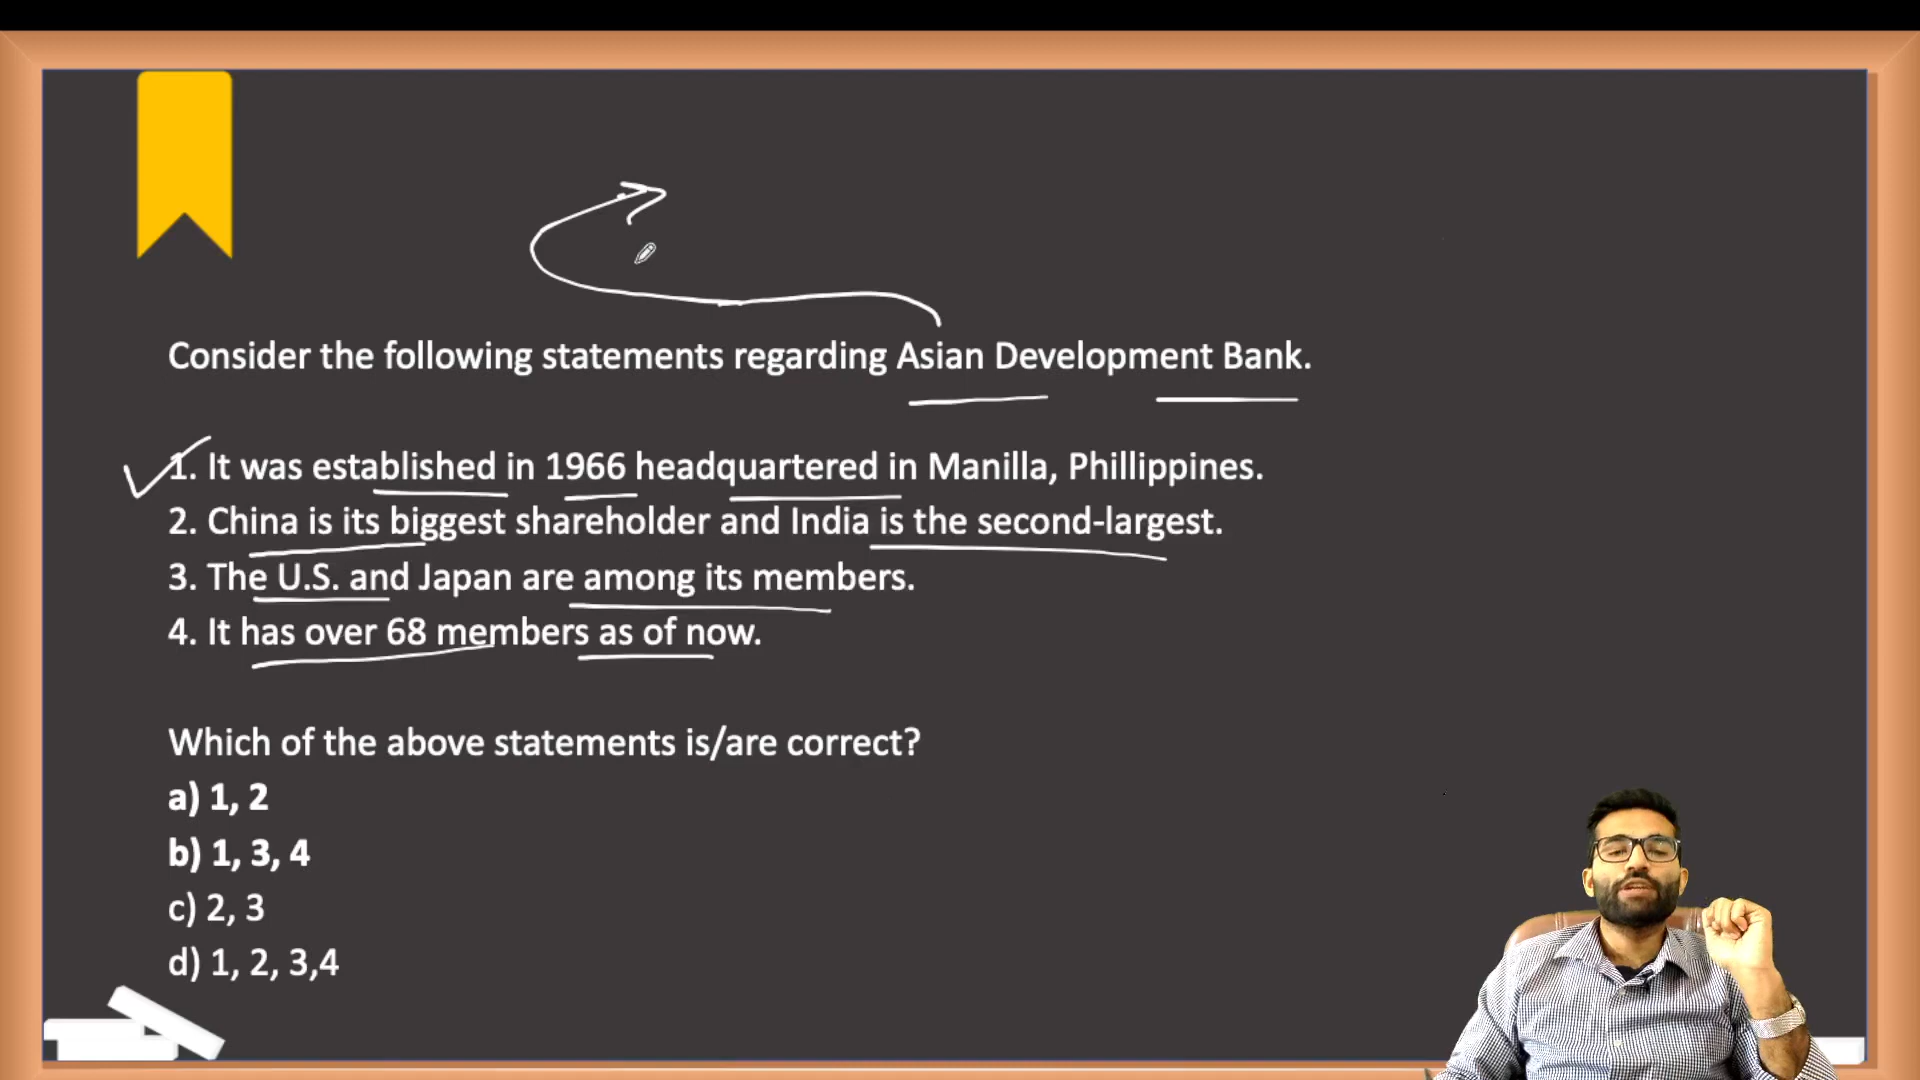 Consider the following statements regarding Asian Development Bank.
1. It was established in 1966 headquartered in Manilla, Phillippines.
2. China is its biggest shareholder and India is the second-largest.
3. The U.S. and Japan are among its members.
4. It has over 68 members as of now.
Which of the above statements is/are correct?
a) 1, 2
b) 1, 3, 4
c) 2, 3
d) 1, 2, 3,4